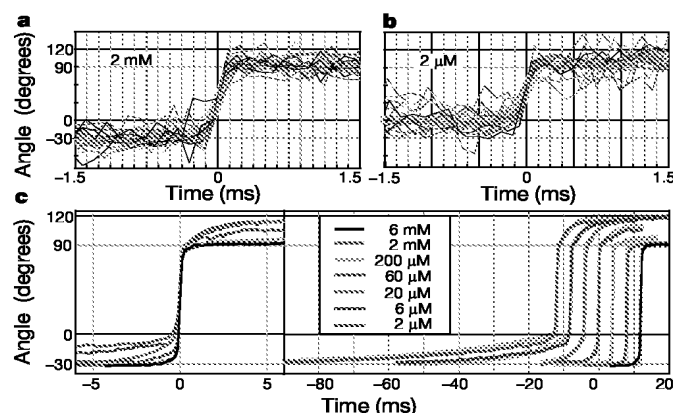 a
b
Angle (degrees)
120
90
0
−30
2 mM
2 µM
−1.5
0
1.5
−1.5
0
1.5
Time (ms)
Time (ms)
c
Angle (degrees)
120
90
0
−30
6 mM
2 mM
200 µM
60 µM
20 µM
6 µM
2 µM
−5
0
5
−80
−60
−40
−20
0
20
Time (ms)
Time (ms)